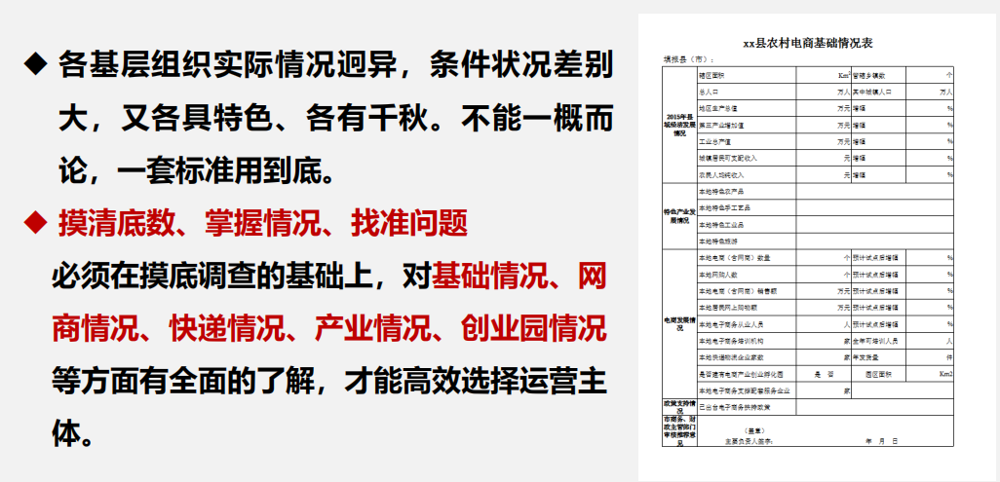 ◆ 各基层组织实际情况迥异，条件状况差别
大，又各具特色、各有千秋。不能一概而
论，一套标准用到底。
◆ 摸清底数、掌握情况、找准问题
必须在摸底调查的基础上，对基础情况、网
商情况、快递情况、产业情况、创业园情况
等方面有全面的了解，才能高效选择运营主
体。
xx县农村电商基础情况表
填报县（市）：
2015年县
域经济发展
情况
辖区面积 Km² 管辖乡镇数 个
总人口 万人 其中城镇人口 万人
地区生产总值 万元 增幅 %
第三产业增加值 万元 增幅 %
工业总产值 万元 增幅 %
城镇居民可支配收入 元 增幅 %
农民人均纯收入 元 增幅 %
特色产业发
展情况
本地特色农产品
本地特色手工艺品
本地特色工业品
本地特色旅游
电商发展情
况
本地电商（含网商）数量 个 预计试点后增幅 %
本地网购人数 个 预计试点后增幅 %
本地电商（含网商）销售额 万元 预计试点后增幅 %
本地居民网上购物额 万元 预计试点后增幅 %
本地电子商务从业人员 人 预计试点后增幅 %
本地电子商务培训机构 家 全年可培训人员 人
本地快递物流企业家数 家 年发货量 件
是否建有电商产业创业孵化园 是 否 园区面积 Km2
本地电子商务支撑配套服务企业 家
政策支持情
况
已出台电子商务扶持政策
市商务、财
政主管部门
审核推荐意
见
（盖章）
主要负责人签字： 年 月 日